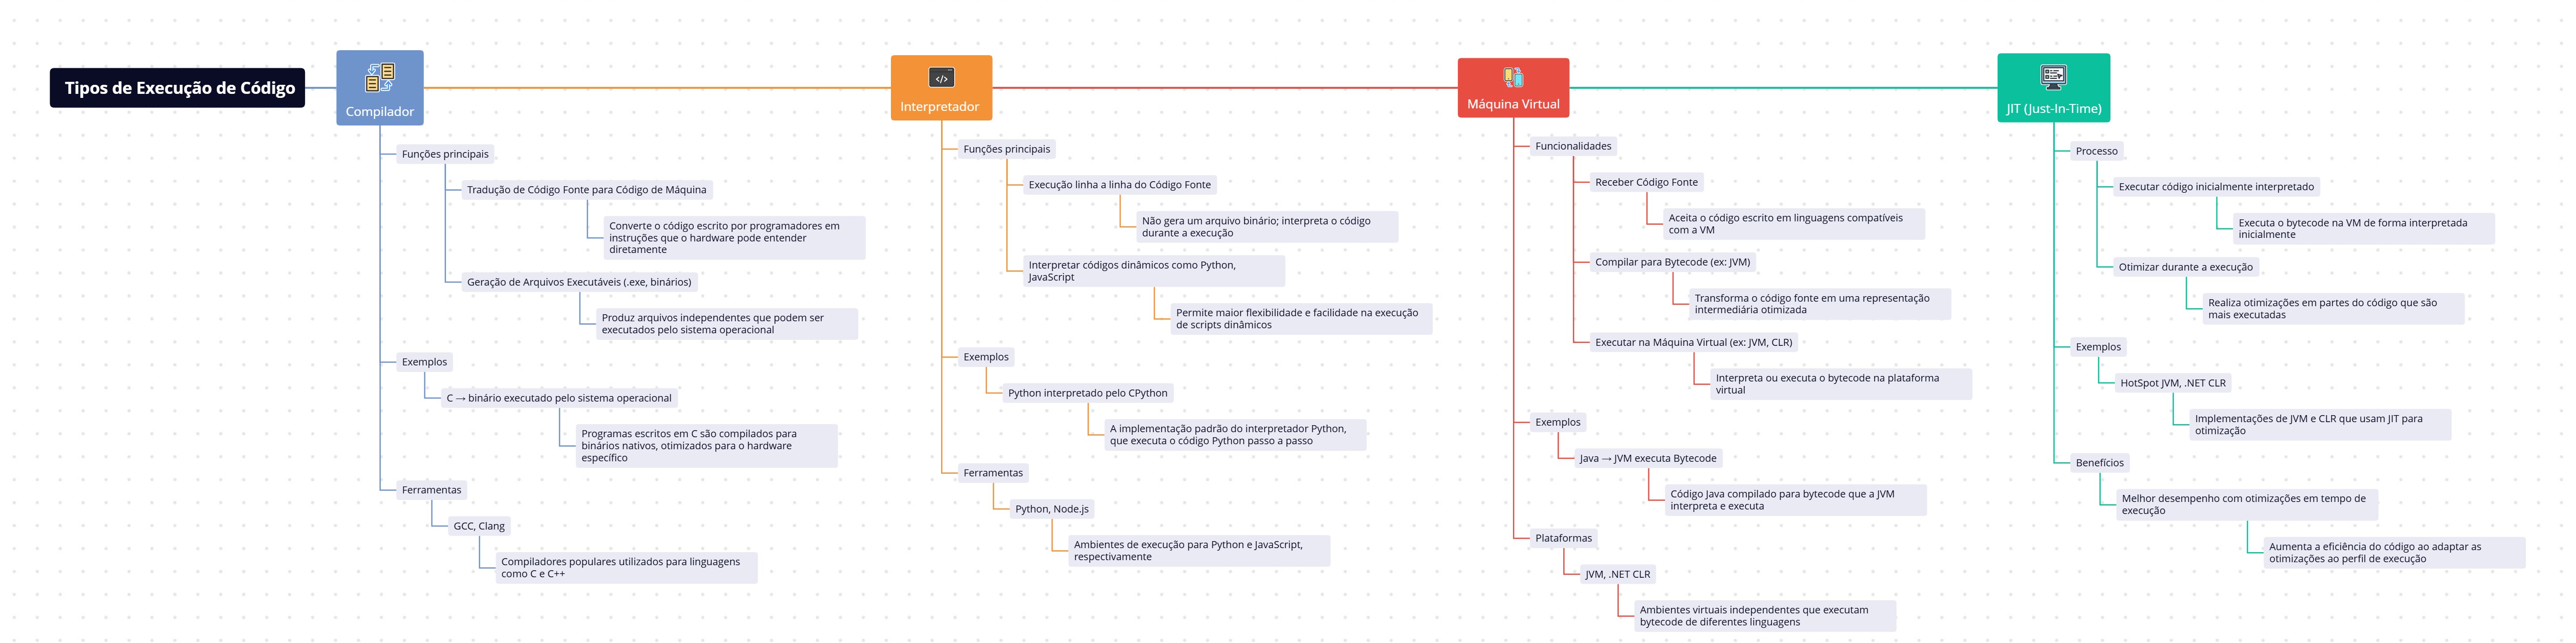 Tipos de Execução de Código
Compilador
Funções principais
Tradução de Código Fonte para Código de Máquina
Converte o código escrito por programadores em
instruções que o hardware pode entender
diretamente
Geração de Arquivos Executáveis (.exe, binários)
Produz arquivos independentes que podem ser
executados pelo sistema operacional
Exemplos
C → binário executado pelo sistema operacional
Programas escritos em C são compilados para
binários nativos, otimizados para o hardware
específico
Ferramentas
GCC, Clang
Compiladores populares utilizados para linguagens
como C e C++
</>
Interpretador
Funções principais
Execução linha a linha do Código Fonte
Não gera um arquivo binário; interpreta o código
durante a execução
Interpretar códigos dinâmicos como Python,
JavaScript
Permite maior flexibilidade e facilidade na execução
de scripts dinâmicos
Exemplos
Python interpretado pelo CPython
A implementação padrão do interpretador Python,
que executa o código Python passo a passo
Ferramentas
Python, Node.js
Ambientes de execução para Python e JavaScript,
respectivamente
Máquina Virtual
Funcionalidades
Receber Código Fonte
Aceita o código escrito em linguagens compatíveis
com a VM
Compilar para Bytecode (ex: JVM)
Transforma o código fonte em uma representação
intermediária otimizada
Executar na Máquina Virtual (ex: JVM, CLR)
Interpreta ou executa o bytecode na plataforma
virtual
Exemplos
Java → JVM executa Bytecode
Código Java compilado para bytecode que a JVM
interpreta e executa
Plataformas
JVM, .NET CLR
Ambientes virtuais independentes que executam
bytecode de diferentes linguagens
JIT (Just-In-Time)
Processo
Executar código inicialmente interpretado
Executa o bytecode na VM de forma interpretada
inicialmente
Otimizar durante a execução
Realiza otimizações em partes do código que são
mais executadas
Exemplos
HotSpot JVM, .NET CLR
Implementações de JVM e CLR que usam JIT para
otimização
Benefícios
Melhor desempenho com otimizações em tempo de
execução
Aumenta a eficiência do código ao adaptar as
otimizações ao perfil de execução